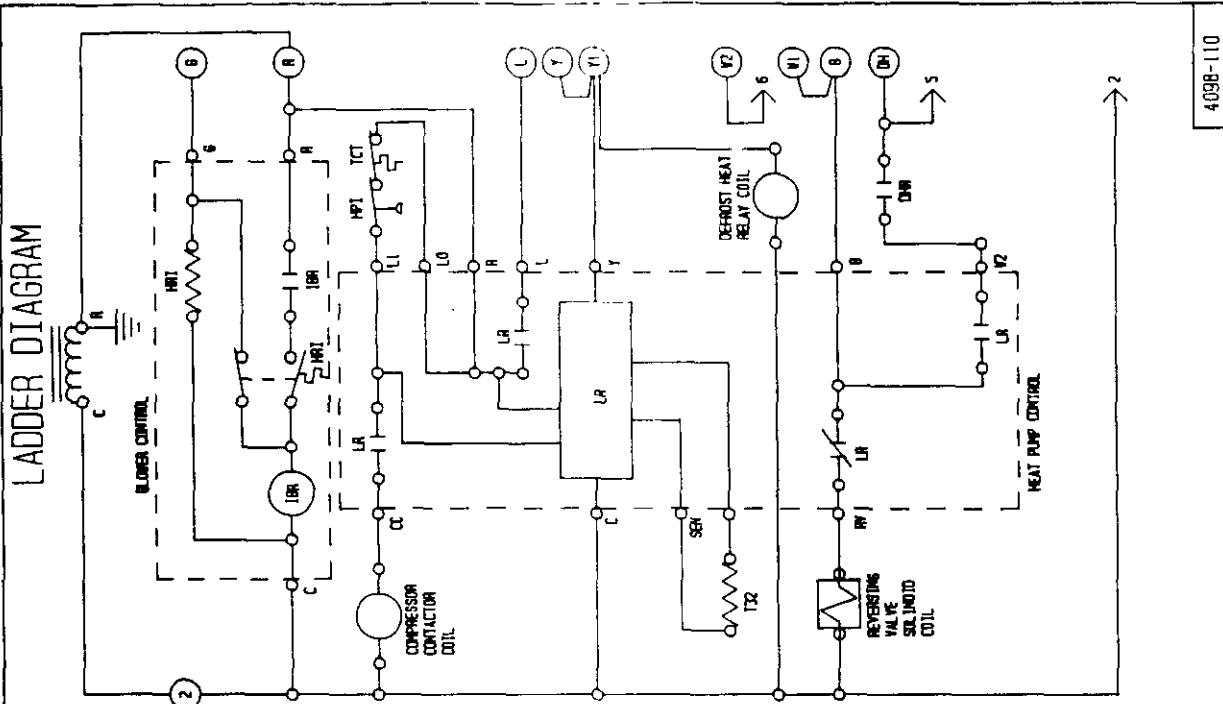 LADDER DIAGRAM
C
R
2
BLOWER CONTROL
HRI
G
G
IBR
HRI
IBR
R
R
C
COMPRESSOR
CONTACTOR
COIL
CC
LR
L1
HPI
TCT
LO
R
LR
L
L
LR
C
Y
Y
Y1
SEN
T32
DEFROST HEAT
RELAY COIL
W2
6
REVERSING
VALVE
SOLINOID
COIL
RV
LR
B
W1
B
LR
W2
DHR
DH
5
HEAT PUMP CONTROL
2
4098-110